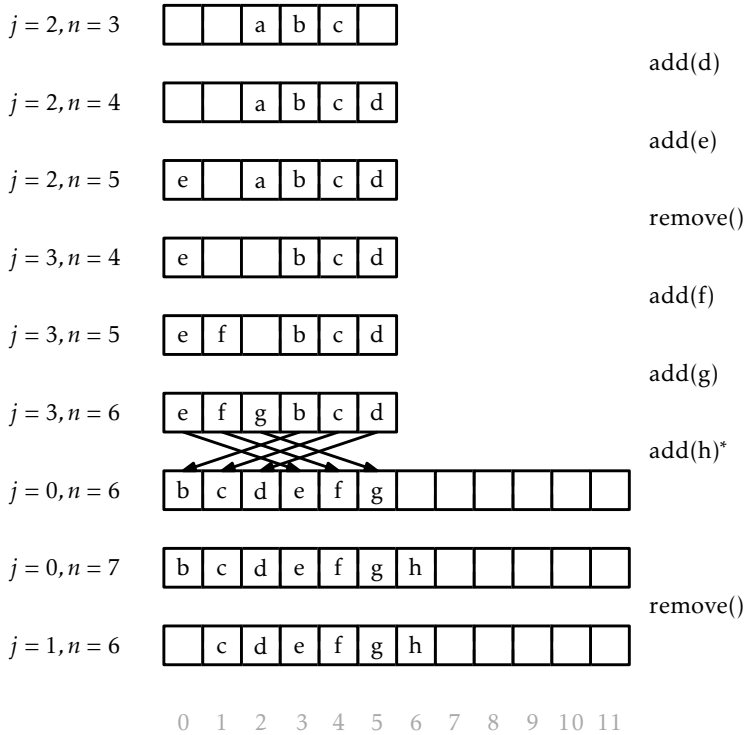 j = 2, n = 3 a b c
add(d)
j = 2, n = 4 a b c d
add(e)
j = 2, n = 5 e a b c d
remove()
j = 3, n = 4 e b c d
add(f)
j = 3, n = 5 e f b c d
add(g)
j = 3, n = 6 e f g b c d
add(h)*
j = 0, n = 6 b c d e f g
j = 0, n = 7 b c d e f g h
remove()
j = 1, n = 6 c d e f g h
0 1 2 3 4 5 6 7 8 9 10 11